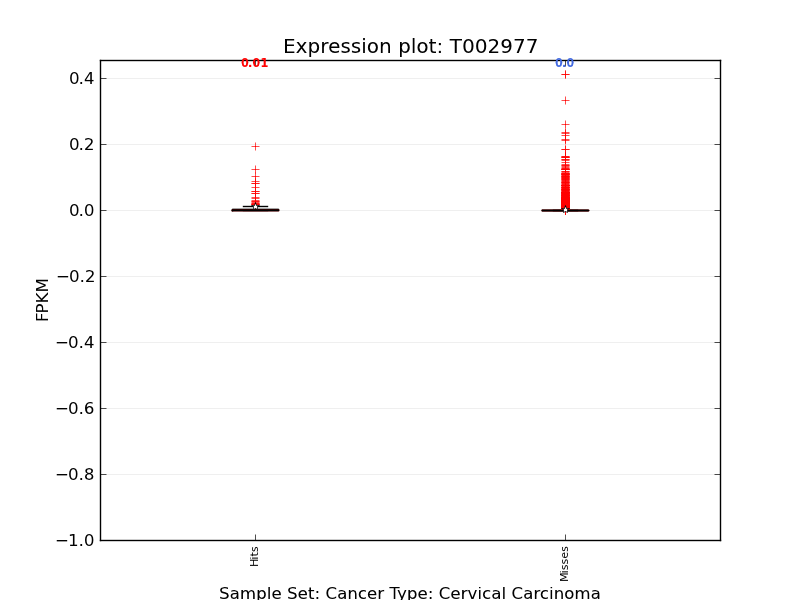 Expression plot: T002977
0.01
0.0
0.4
0.2
0.0
−0.2
−0.4
−0.6
−0.8
−1.0
FPKM
Hits
Misses
Sample Set: Cancer Type: Cervical Carcinoma